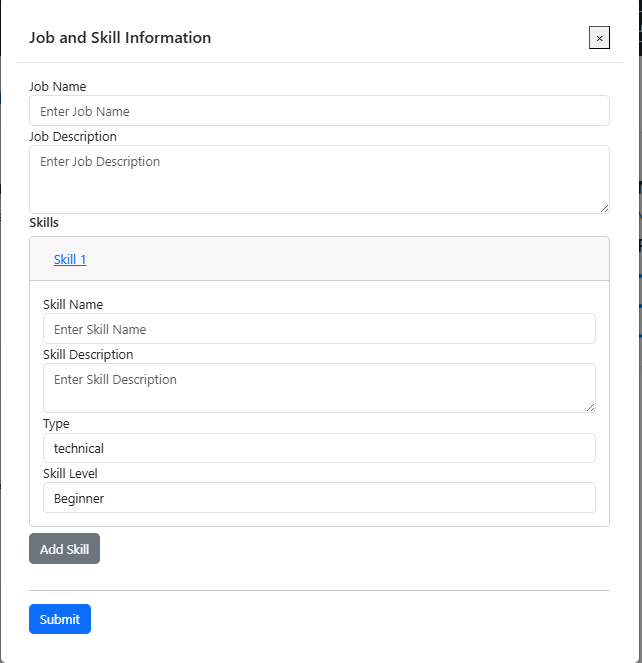 Job and Skill Information
×
Job Name
Enter Job Name
Job Description
Enter Job Description
Skills
Skill 1
Skill Name
Enter Skill Name
Skill Description
Enter Skill Description
Type
technical
Skill Level
Beginner
Add Skill
Submit